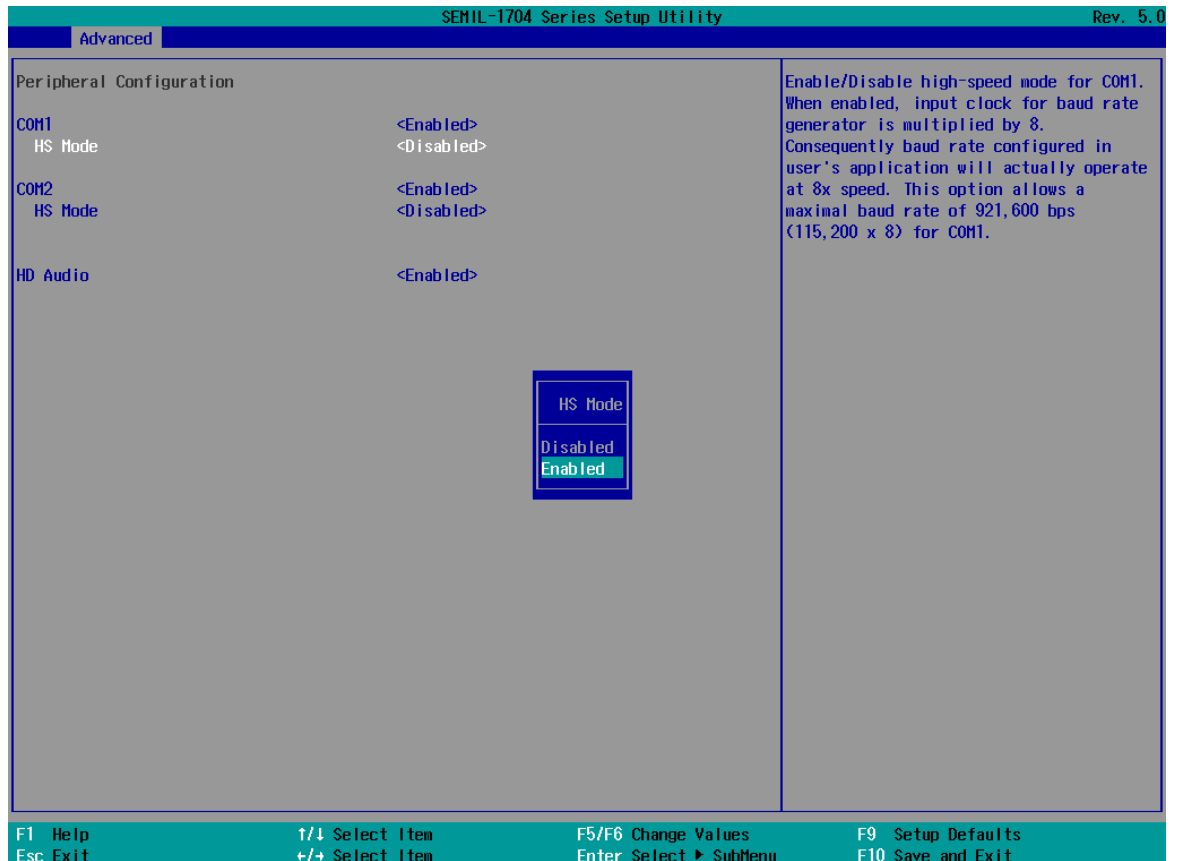 SEMIL-1704 Series Setup Utility Rev. 5.0
Advanced
Peripheral Configuration
COM1 <Enabled>
HS Mode <Disabled>
COM2 <Enabled>
HS Mode <Disabled>
HD Audio <Enabled>
Enable/Disable high-speed mode for COM1.
When enabled, input clock for baud rate
generator is multiplied by 8.
Consequently baud rate configured in
user's application will actually operate
at 8x speed. This option allows a
maximal baud rate of 921,600 bps
(115,200 x 8) for COM1.
HS Mode
Disabled
Enabled
F1 Help ↑/↓ Select Item F5/F6 Change Values F9 Setup Defaults
Esc Exit ←/→ Select Item Enter Select ▶ SubMenu F10 Save and Exit